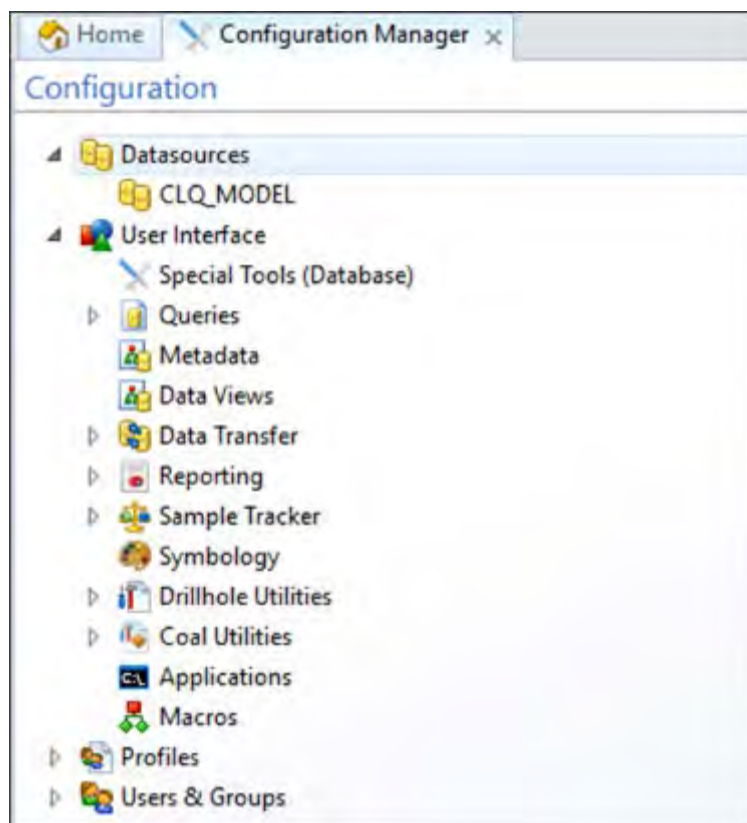 Home Configuration Manager
Configuration
Datasources
CLQ_MODEL
User Interface
Special Tools (Database)
Queries
Metadata
Data Views
Data Transfer
Reporting
Sample Tracker
Symbology
Drillhole Utilities
Coal Utilities
C:\ Applications
Macros
Profiles
Users & Groups